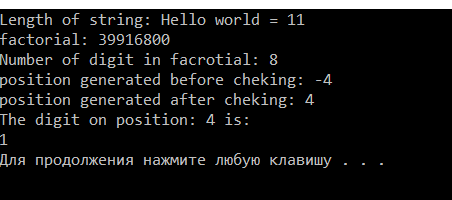 Length of string: Hello world = 11
factorial: 39916800
Number of digit in facrotial: 8
position generated before cheking: -4
position generated after cheking: 4
The digit on position: 4 is:
1
Для продолжения нажмите любую клавишу . . .